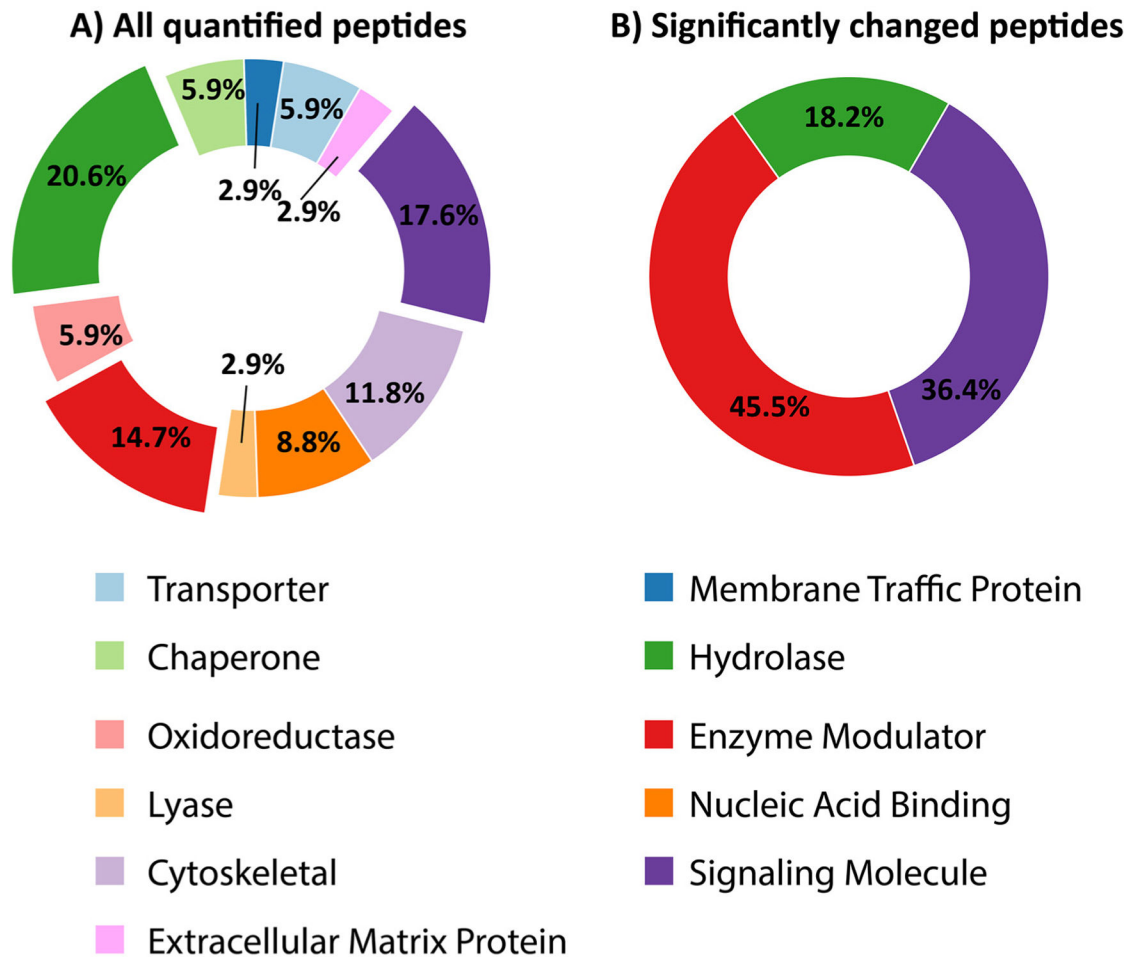 A) All quantified peptides
B) Significantly changed peptides
5.9%
5.9%
2.9%
2.9%
20.6%
17.6%
5.9%
2.9%
11.8%
14.7%
8.8%
18.2%
45.5%
36.4%
Transporter
Chaperone
Oxidoreductase
Lyase
Cytoskeletal
Extracellular Matrix Protein
Membrane Traffic Protein
Hydrolase
Enzyme Modulator
Nucleic Acid Binding
Signaling Molecule